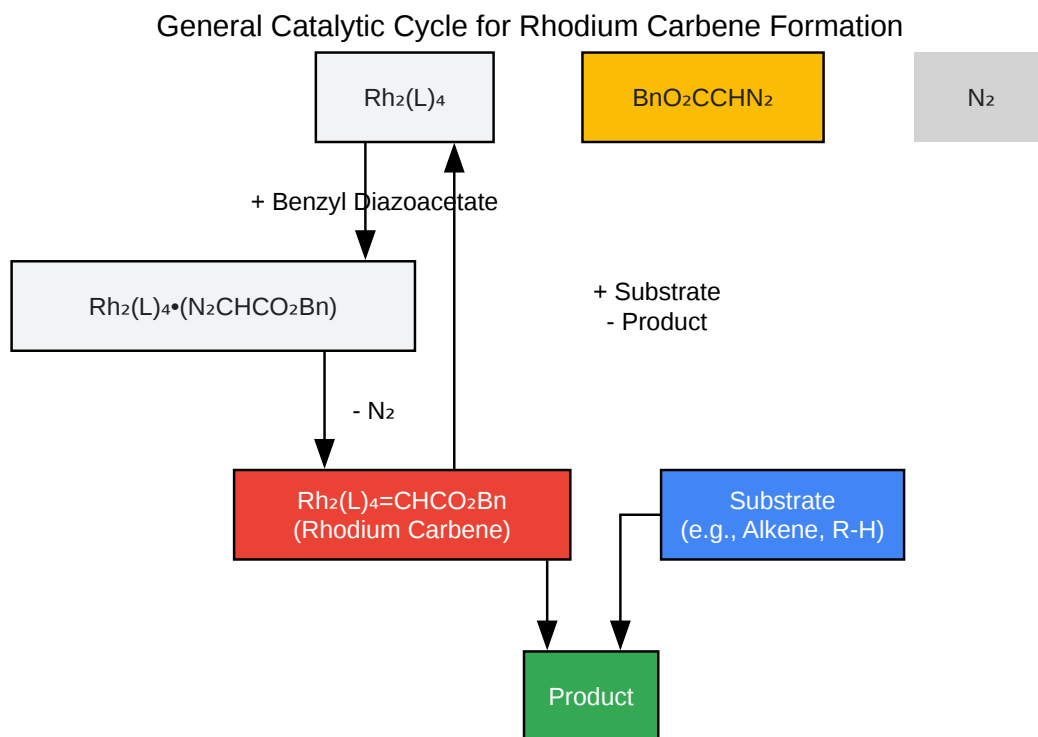 General Catalytic Cycle for Rhodium Carbene Formation
Rh₂(L)₄
BnO₂CCHN₂
N₂
+ Benzyl Diazoacetate
Rh₂(L)₄•(N₂CHCO₂Bn)
+ Substrate
- Product
- N₂
Rh₂(L)₄=CHCO₂Bn
(Rhodium Carbene)
Substrate
(e.g., Alkene, R-H)
Product